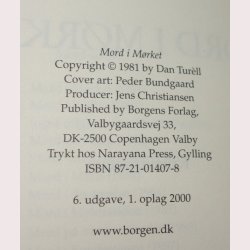 Mord i Mørket
Copyright © 1981 by Dan Turèll
Cover art: Peder Bundgaard
Producer: Jens Christiansen
Published by Borgens Forlag,
Valbygaardsvej 33,
DK-2500 Copenhagen Valby
Trykt hos Narayana Press, Gylling
ISBN 87-21-01407-8
6. udgave, 1. oplag 2000
www.borgen.dk